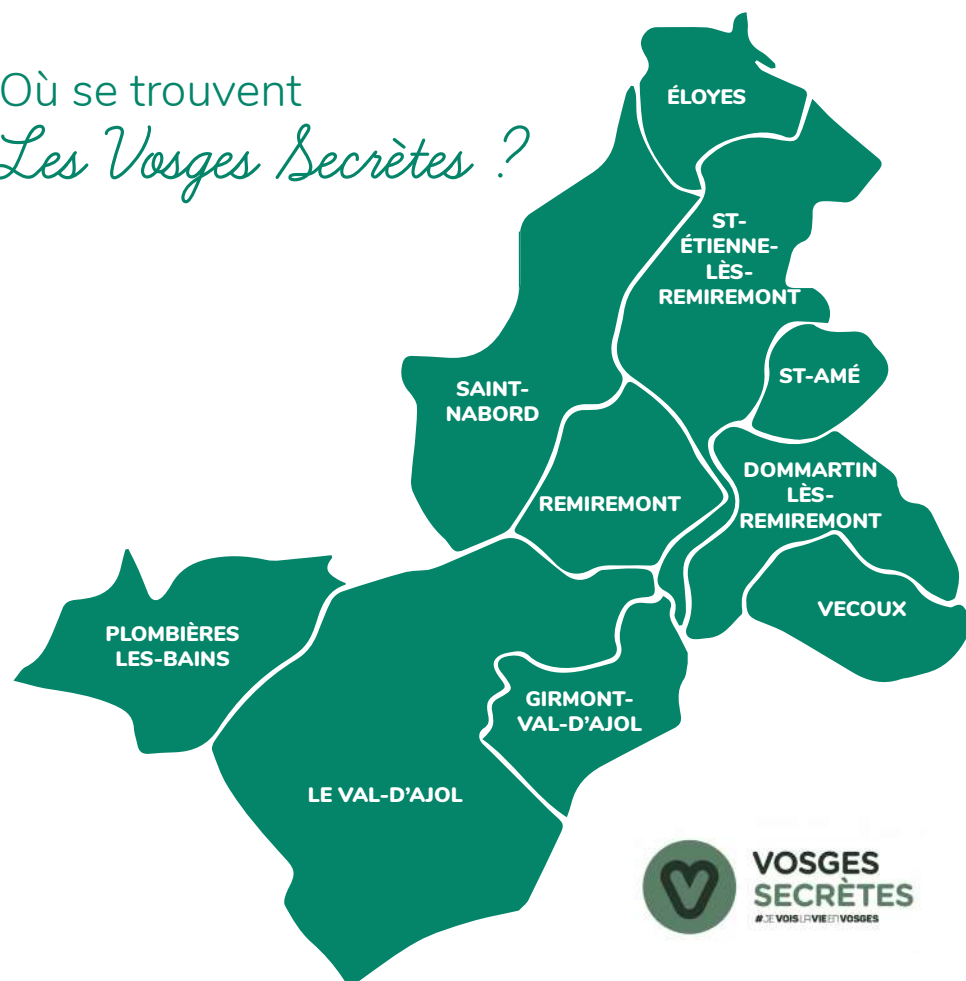 Où se trouvent
Les Vosges Secrètes ?
ÉLOYES
ST-
ÉTIENNE-
LÈS-
REMIREMONT
ST-AMÉ
SAINT-
NABORD
DOMMARTIN
LÈS-
REMIREMONT
REMIREMONT
VECOUX
PLOMBIÈRES
LES-BAINS
GIRMONT-
VAL-D'AJOL
LE VAL-D'AJOL
VOSGES
SECRÈTES
#JEVOISLAVIEENVOSGES